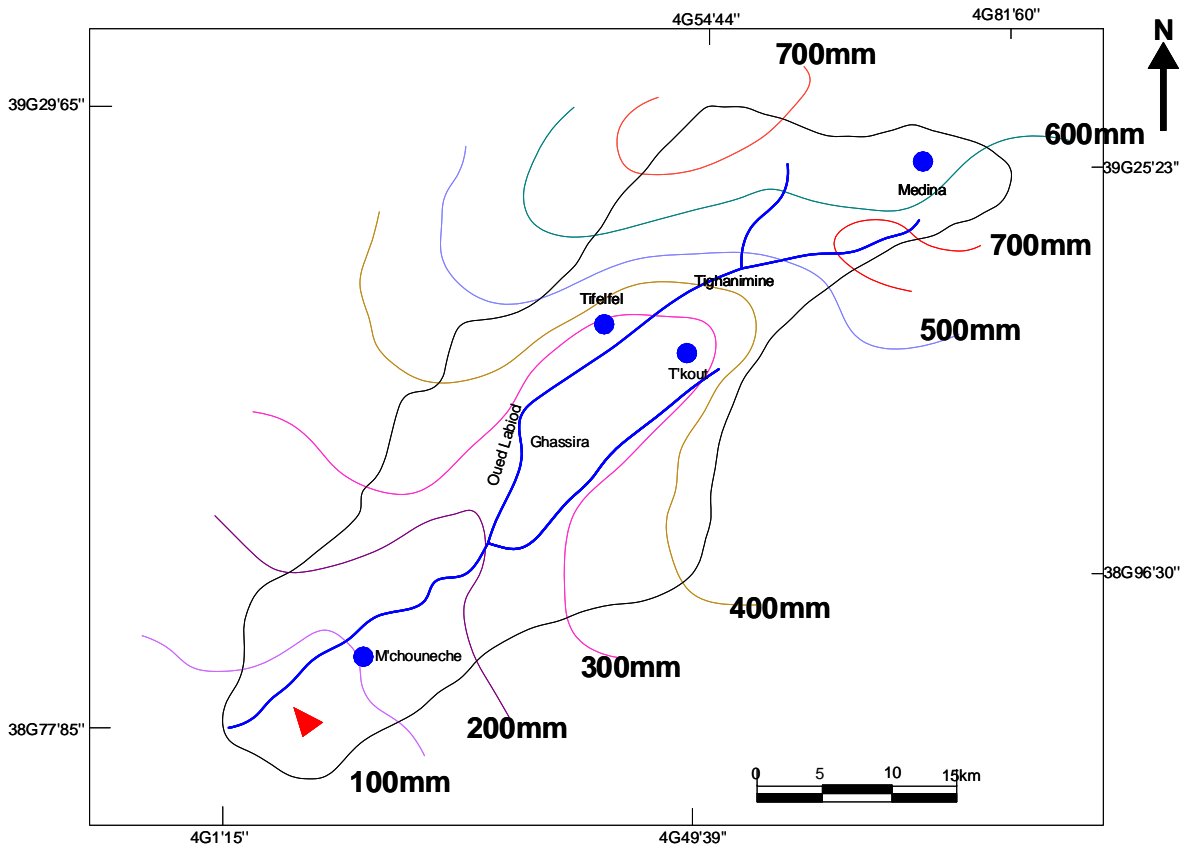 4G54'44''
4G81'60''
N
700mm
39G29'65''
600mm
39G25'23''
Medina
700mm
Tighanimine
Tifelfel
500mm
T'kout
Oued Labiod
Ghassira
38G96'30''
400mm
M'chouneche
300mm
200mm
38G77'85''
100mm
0 5 10 15km
4G1'15''
4G49'39''